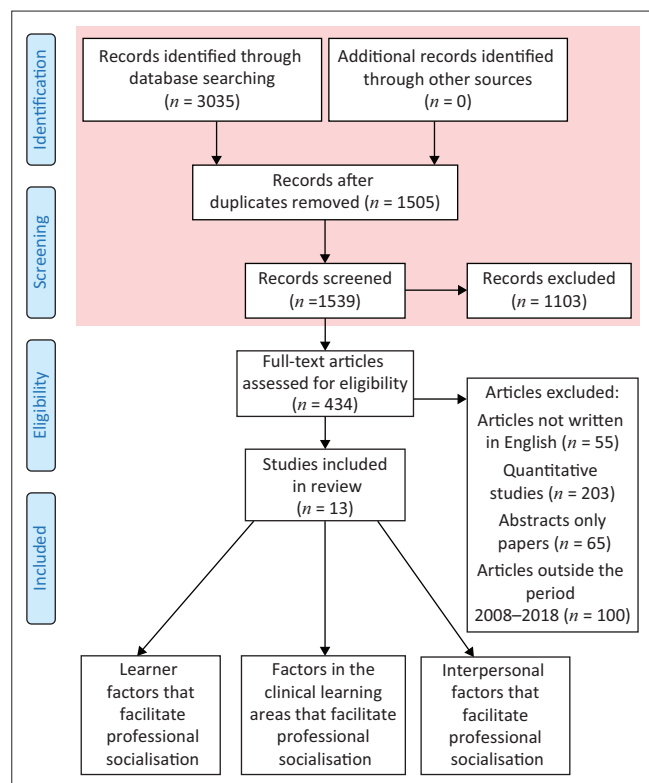 Identification
Records identified through
database searching
(n = 3035)
Additional records identified
through other sources
(n = 0)
Records after
duplicates removed (n = 1505)
Screening
Records screened
(n =1539)
Records excluded
(n = 1103)
Eligibility
Full-text articles
assessed for eligibility
(n = 434)
Articles excluded:
Articles not written
in English (n = 55)
Quantitative
studies (n = 203)
Abstracts only
papers (n = 65)
Articles outside the
period
2008–2018 (n = 100)
Studies included
in review
(n = 13)
Included
Learner
factors that
facilitate
professional
socialisation
Factors in the
clinical learning
areas that facilitate
professional
socialisation
Interpersonal
factors that
facilitate
professional
socialisation